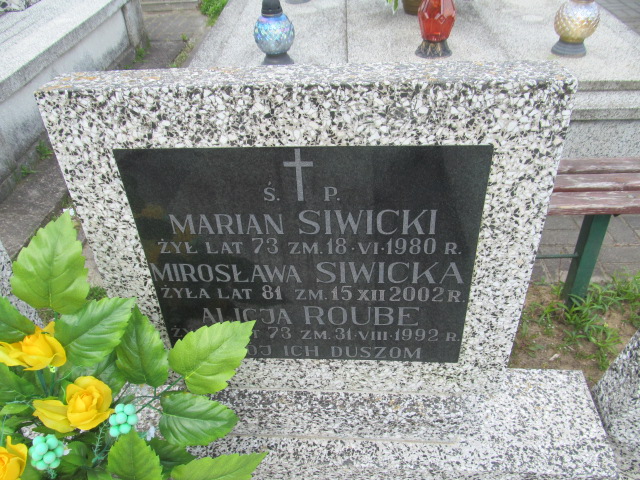 Ś. P.
MARIAN SIWICKI
ŻYŁ LAT 73 ZM. 18·VI·1980 R.
MIROSŁAWA SIWICKA
ŻYŁA LAT 81 ZM. 15 XII 2002 R.
ALICJA ROUBE
LAT 73 ZM. 31·VIII·1992 R.
ICH DUSZOM